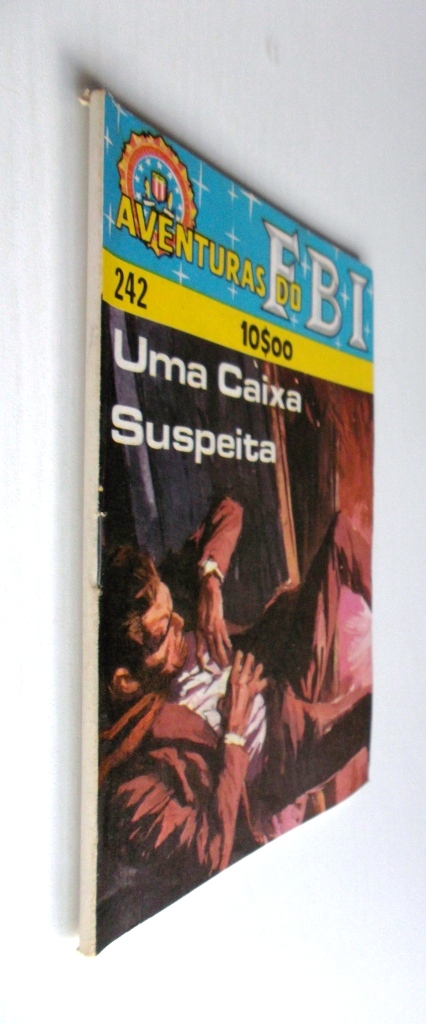 AVENTURAS DO FBI
242
10$00
Uma Caixa
Suspeita